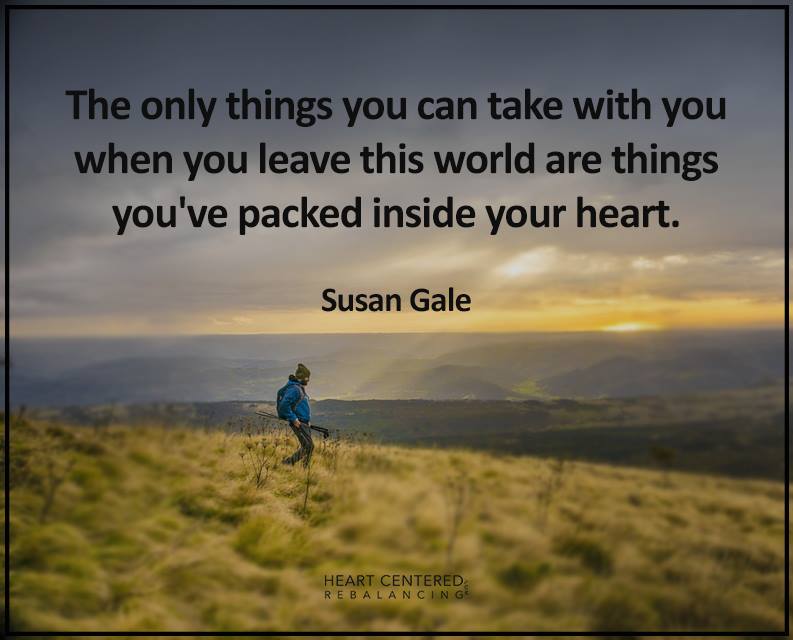 The only things you can take with you
when you leave this world are things
you've packed inside your heart.
Susan Gale
HEART CENTERED
REBALANCING